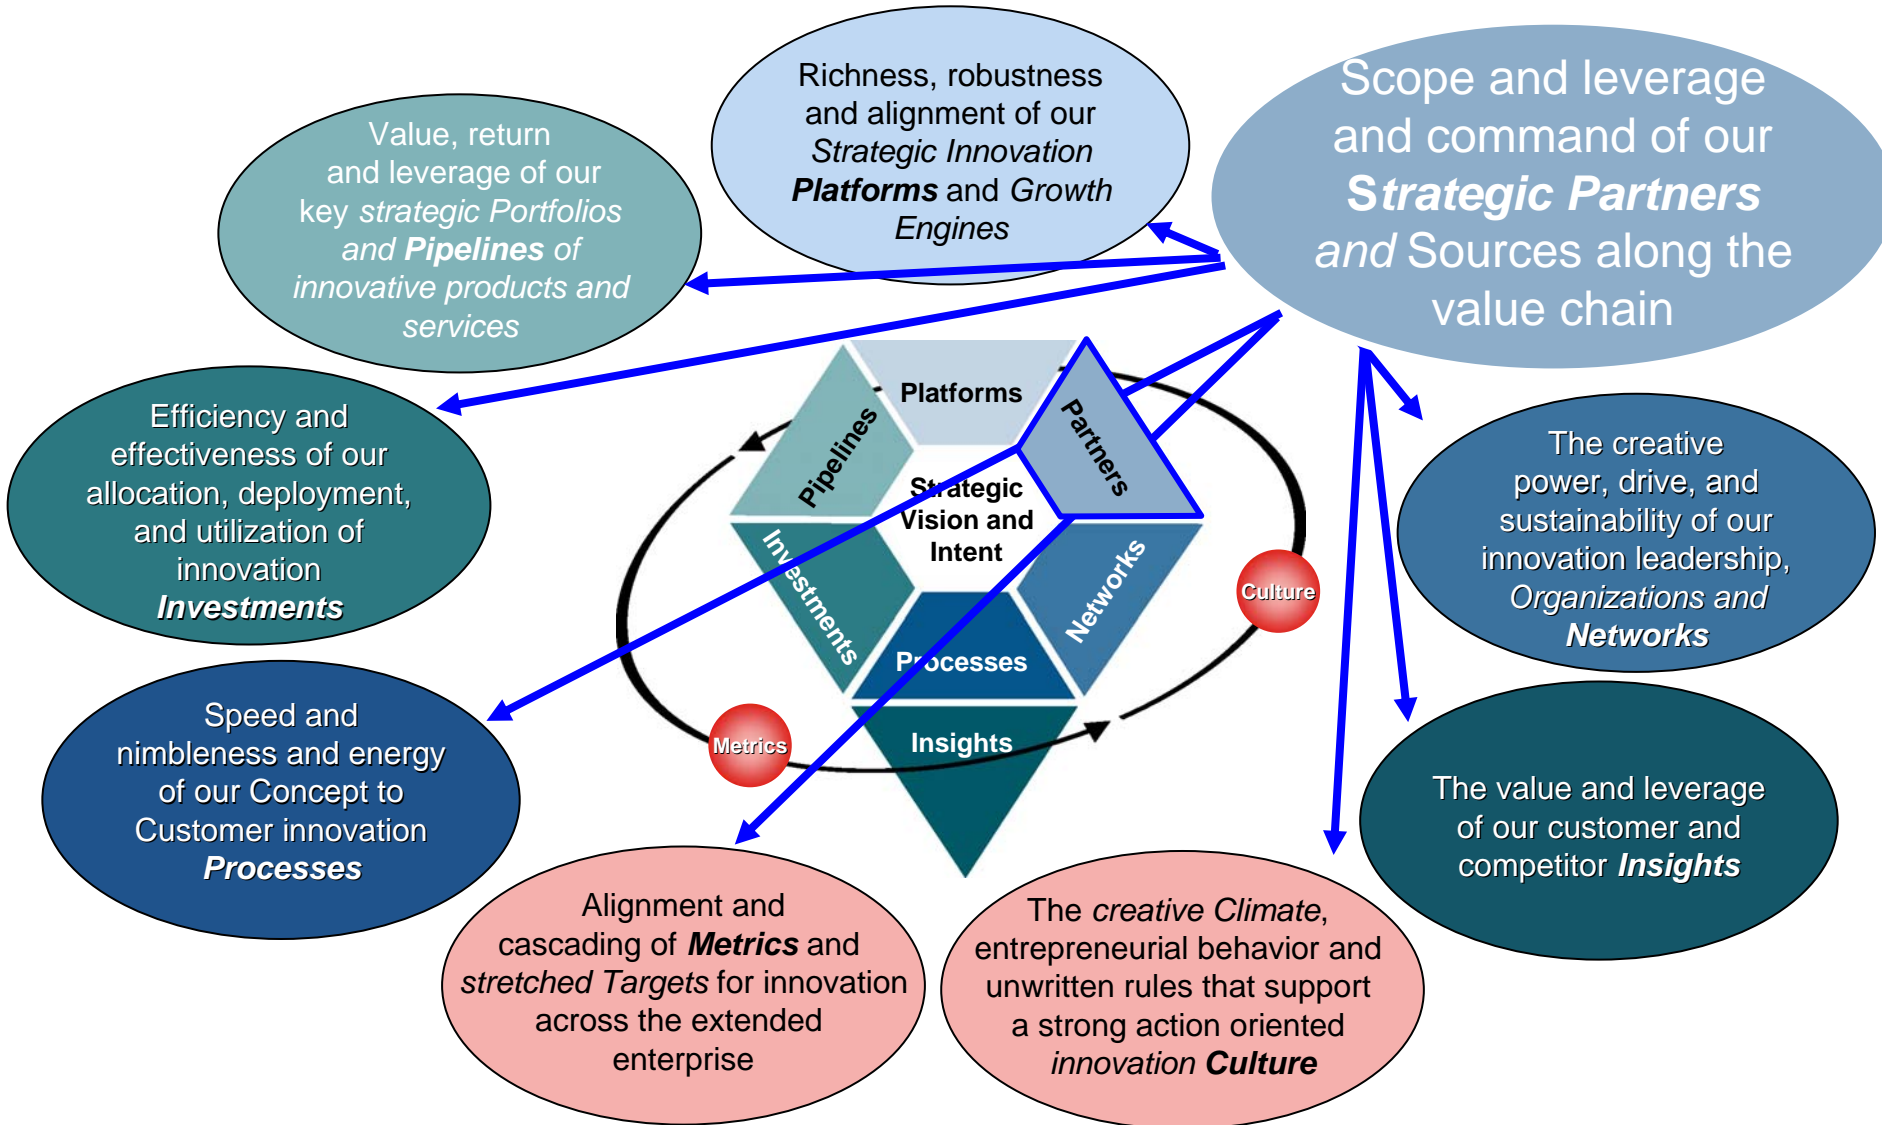 Richness, robustness
and alignment of our
Strategic Innovation
Platforms and Growth
Engines
Scope and leverage
and command of our
Strategic Partners
and Sources along the
value chain
Value, return
and leverage of our
key strategic Portfolios
and Pipelines of
innovative products and
services
Efficiency and
effectiveness of our
allocation, deployment,
and utilization of
innovation
Investments
Platforms
Pipelines
Partners
Strategic
Vision and
Intent
Investments
Networks
Processes
Insights
Culture
Metrics
The creative
power, drive, and
sustainability of our
innovation leadership,
Organizations and
Networks
Speed and
nimbleness and energy
of our Concept to
Customer innovation
Processes
The value and leverage
of our customer and
competitor Insights
Alignment and
cascading of Metrics and
stretched Targets for innovation
across the extended
enterprise
The creative Climate,
entrepreneurial behavior and
unwritten rules that support
a strong action oriented
innovation Culture